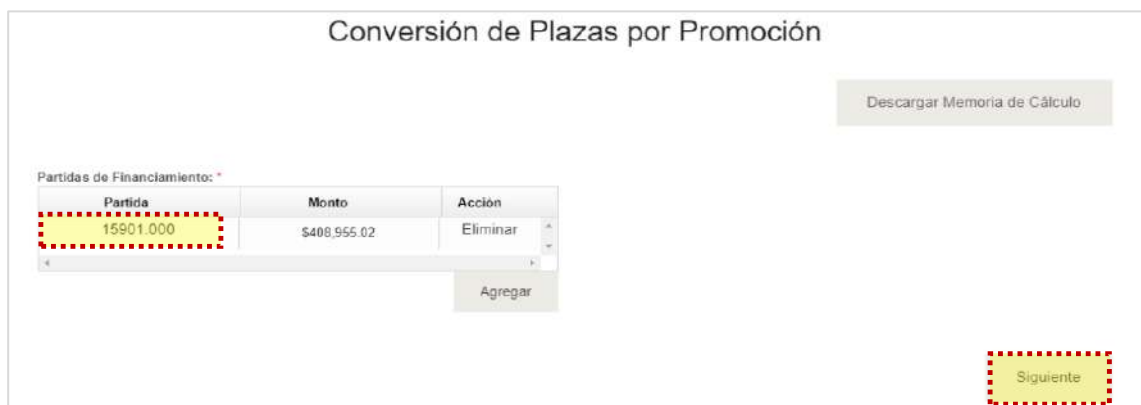 Conversión de Plazas por Promoción
Descargar Memoria de Cálculo
Partidas de Financiamiento: *
Partida Monto Acción
15901.000 $408,955.02 Eliminar
Agregar
Siguiente